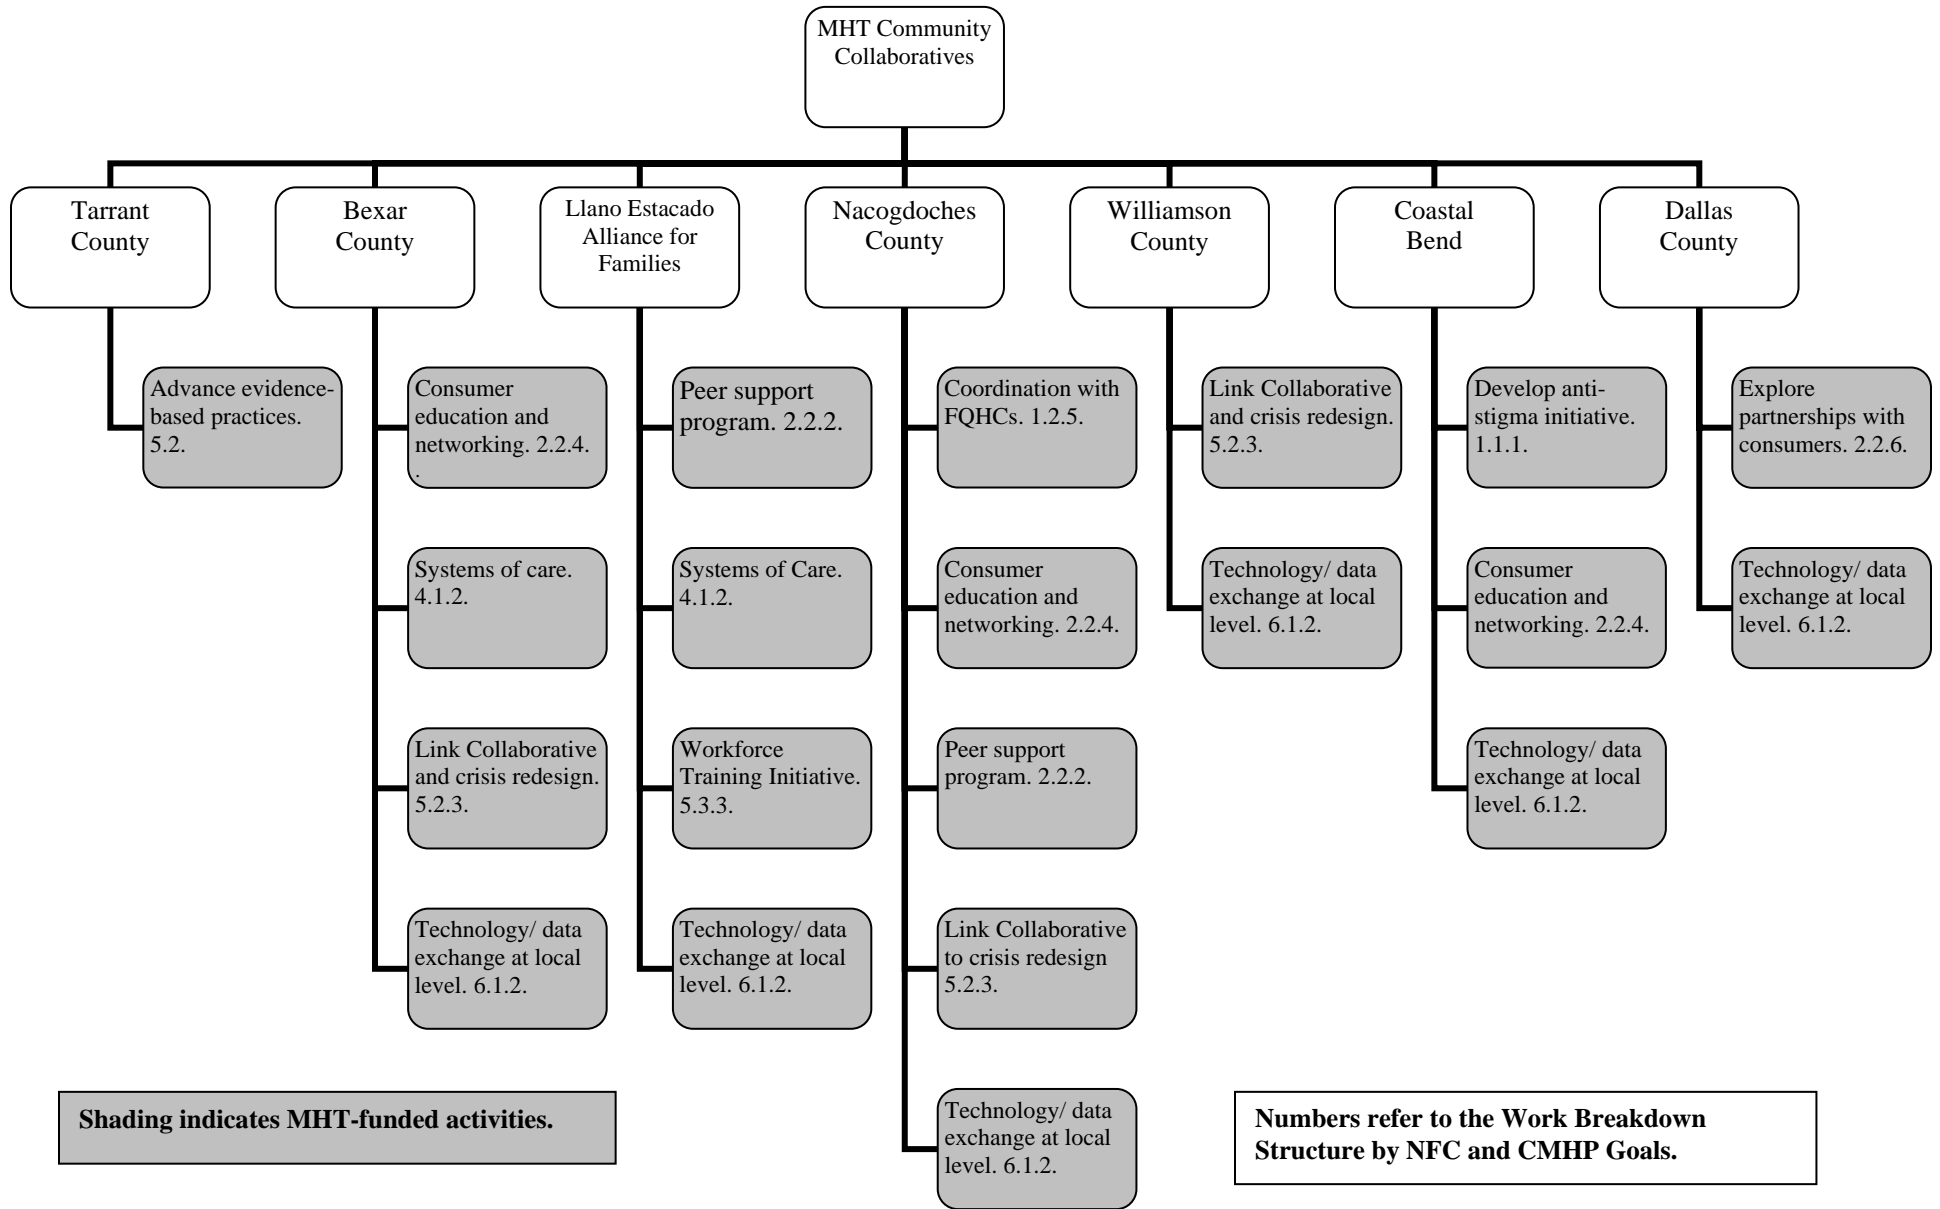 MHT Community
Collaboratives
Tarrant
County
Bexar
County
Llano Estacado
Alliance for
Families
Nacogdoches
County
Williamson
County
Coastal
Bend
Dallas
County
Advance evidence-
based practices.
5.2.
Consumer
education and
networking. 2.2.4.
.
Systems of care.
4.1.2.
Link Collaborative
and crisis redesign.
5.2.3.
Technology/ data
exchange at local
level. 6.1.2.
Peer support
program. 2.2.2.
Systems of Care.
4.1.2.
Workforce
Training Initiative.
5.3.3.
Technology/ data
exchange at local
level. 6.1.2.
Coordination with
FQHCs. 1.2.5.
Consumer
education and
networking. 2.2.4.
Peer support
program. 2.2.2.
Link Collaborative
to crisis redesign
5.2.3.
Technology/ data
exchange at local
level. 6.1.2.
Link Collaborative
and crisis redesign.
5.2.3.
Technology/ data
exchange at local
level. 6.1.2.
Develop anti-
stigma initiative.
1.1.1.
Consumer
education and
networking. 2.2.4.
Technology/ data
exchange at local
level. 6.1.2.
Explore
partnerships with
consumers. 2.2.6.
Technology/ data
exchange at local
level. 6.1.2.
Shading indicates MHT-funded activities.
Numbers refer to the Work Breakdown
Structure by NFC and CMHP Goals.